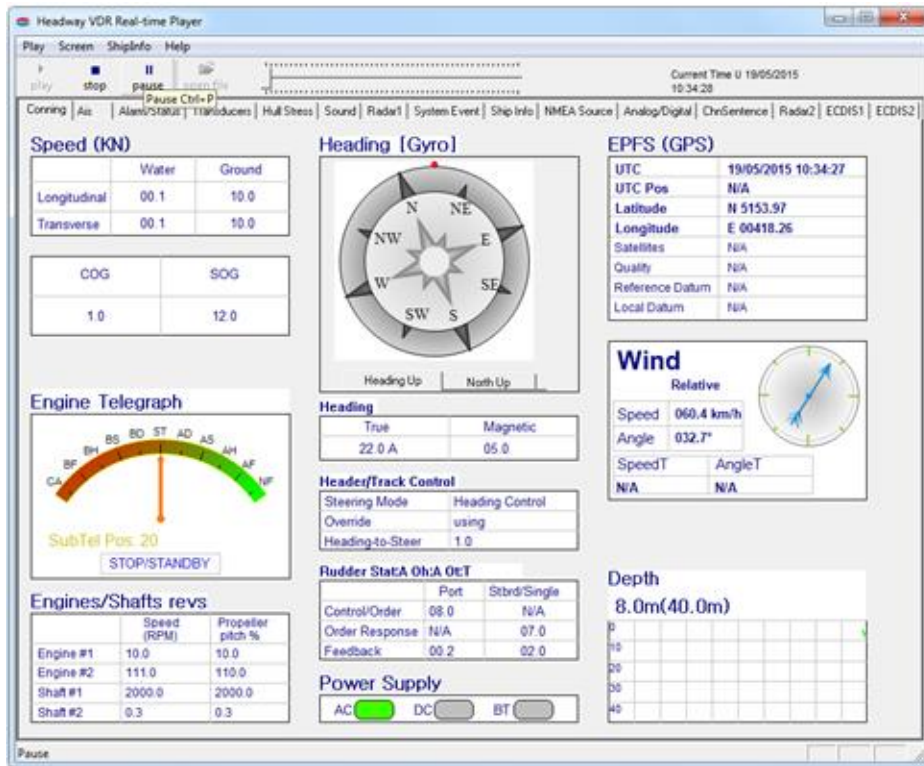 Headway VDR Real-time Player
Play Screen ShipInfo Help
play stop pause open file
Current Time U 19/05/2015
10:34:28
Pause Ctrl+P
Conning Ais Alarm/Status Transducers Hull Stress Sound Radar1 System Event Ship Info NMEA Source Analog/Digital ChnSentence Radar2 ECDIS1 ECDIS2
Speed (KN)
Water Ground
Longitudinal 00.1 10.0
Transverse 00.1 10.0
COG SOG
1.0 12.0
Engine Telegraph
CA BF BH BS BD ST AD AS AH AF NF
SubTel Pos: 20
STOP/STANDBY
Engines/Shafts revs
Speed (RPM) Propeller pitch %
Engine #1 10.0 10.0
Engine #2 111.0 110.0
Shaft #1 2000.0 2000.0
Shaft #2 0.3 0.3
Heading [Gyro]
N NE E SE S SW W NW
Heading Up North Up
Heading
True Magnetic
22.0 A 05.0
Header/Track Control
Steering Mode Heading Control
Override using
Heading-to-Steer 1.0
Rudder Stat:A Oh:A Ot:T
Port Stbrd/Single
Control/Order 08.0 N/A
Order Response N/A 07.0
Feedback 00.2 02.0
Power Supply
AC DC BT
EPFS (GPS)
UTC 19/05/2015 10:34:27
UTC Pos N/A
Latitude N 5153.97
Longitude E 00418.26
Satellites N/A
Quality N/A
Reference Datum N/A
Local Datum N/A
Wind
Relative
Speed 060.4 km/h
Angle 032.7°
SpeedT AngleT
N/A N/A
Depth
8.0m(40.0m)
0
10
20
30
40
Pause